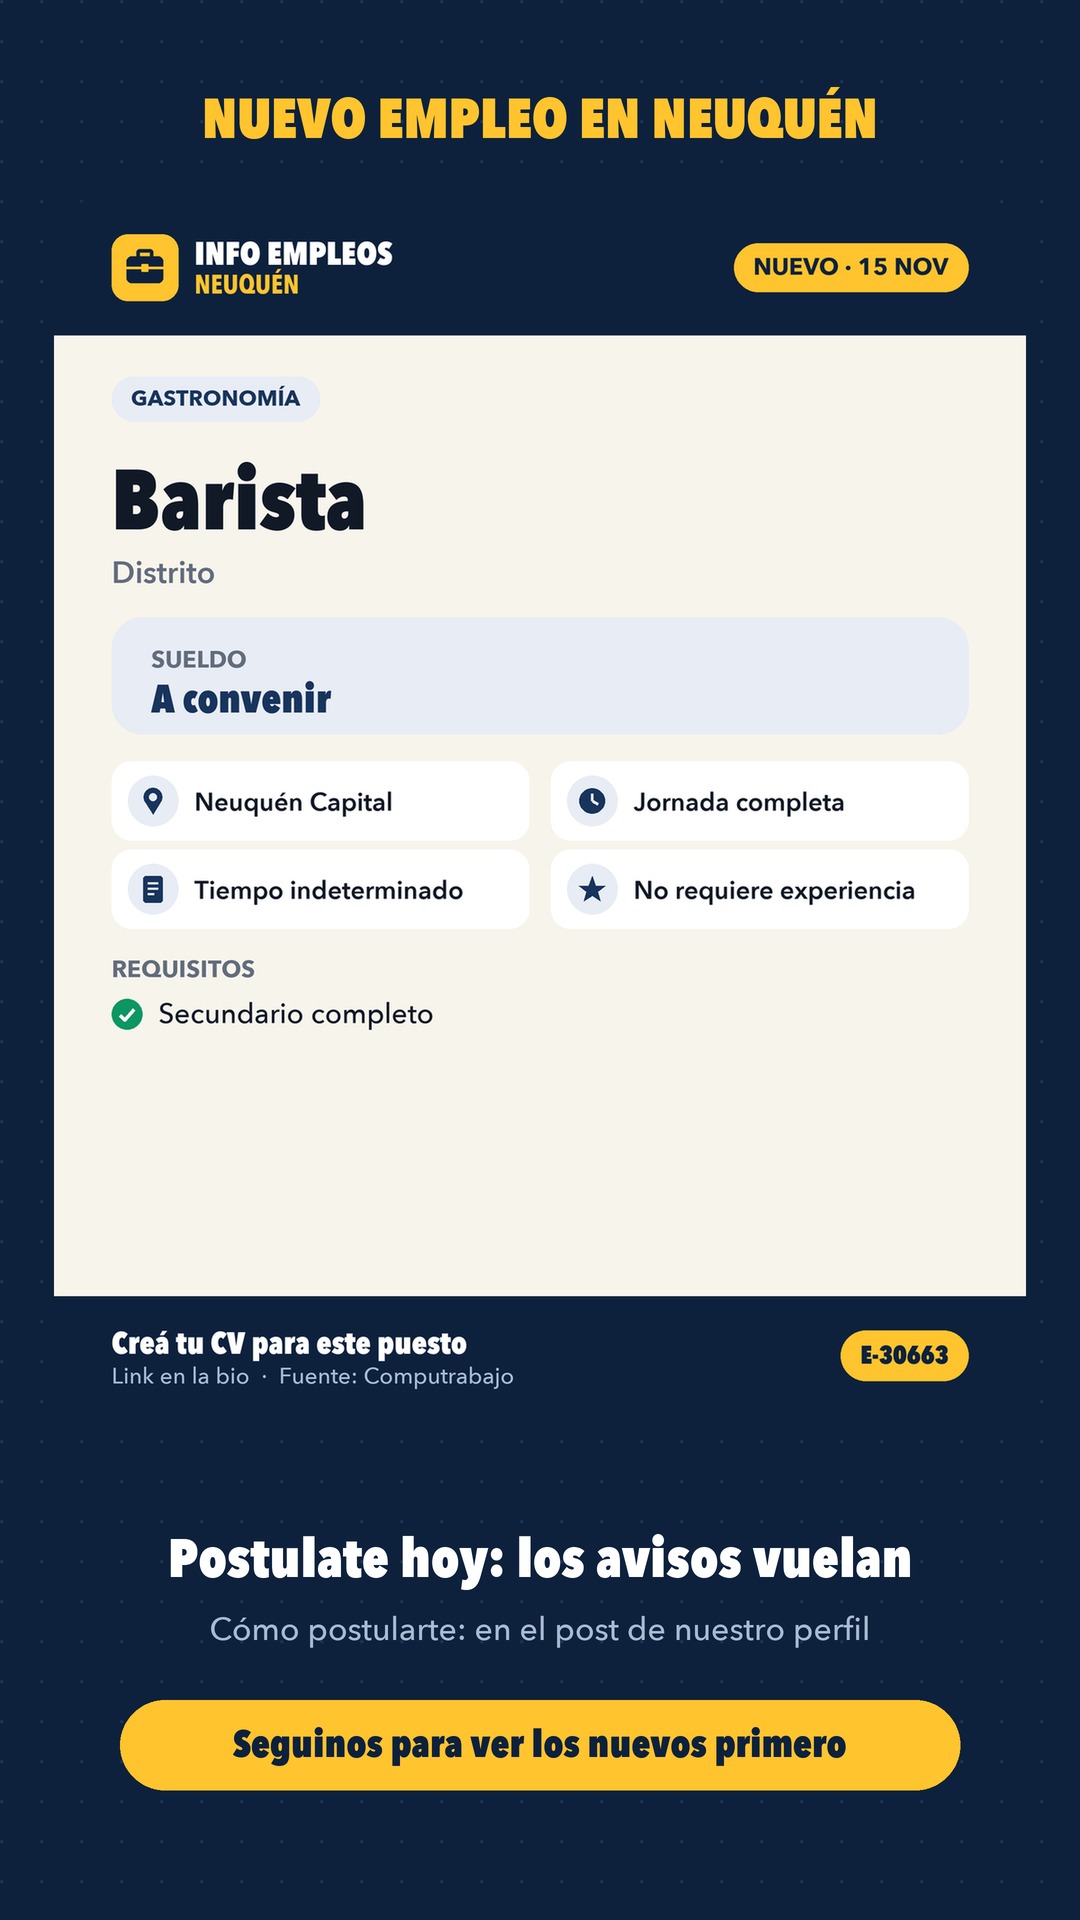 NUEVO EMPLEO EN NEUQUÉN
INFO EMPLEOS
NEUQUÉN
NUEVO · 15 NOV
GASTRONOMÍA
Barista
Distrito
SUELDO
A convenir
Neuquén Capital
Jornada completa
Tiempo indeterminado
No requiere experiencia
REQUISITOS
Secundario completo
Creá tu CV para este puesto
Link en la bio · Fuente: Computrabajo
E-30663
Postulate hoy: los avisos vuelan
Cómo postularte: en el post de nuestro perfil
Seguinos para ver los nuevos primero